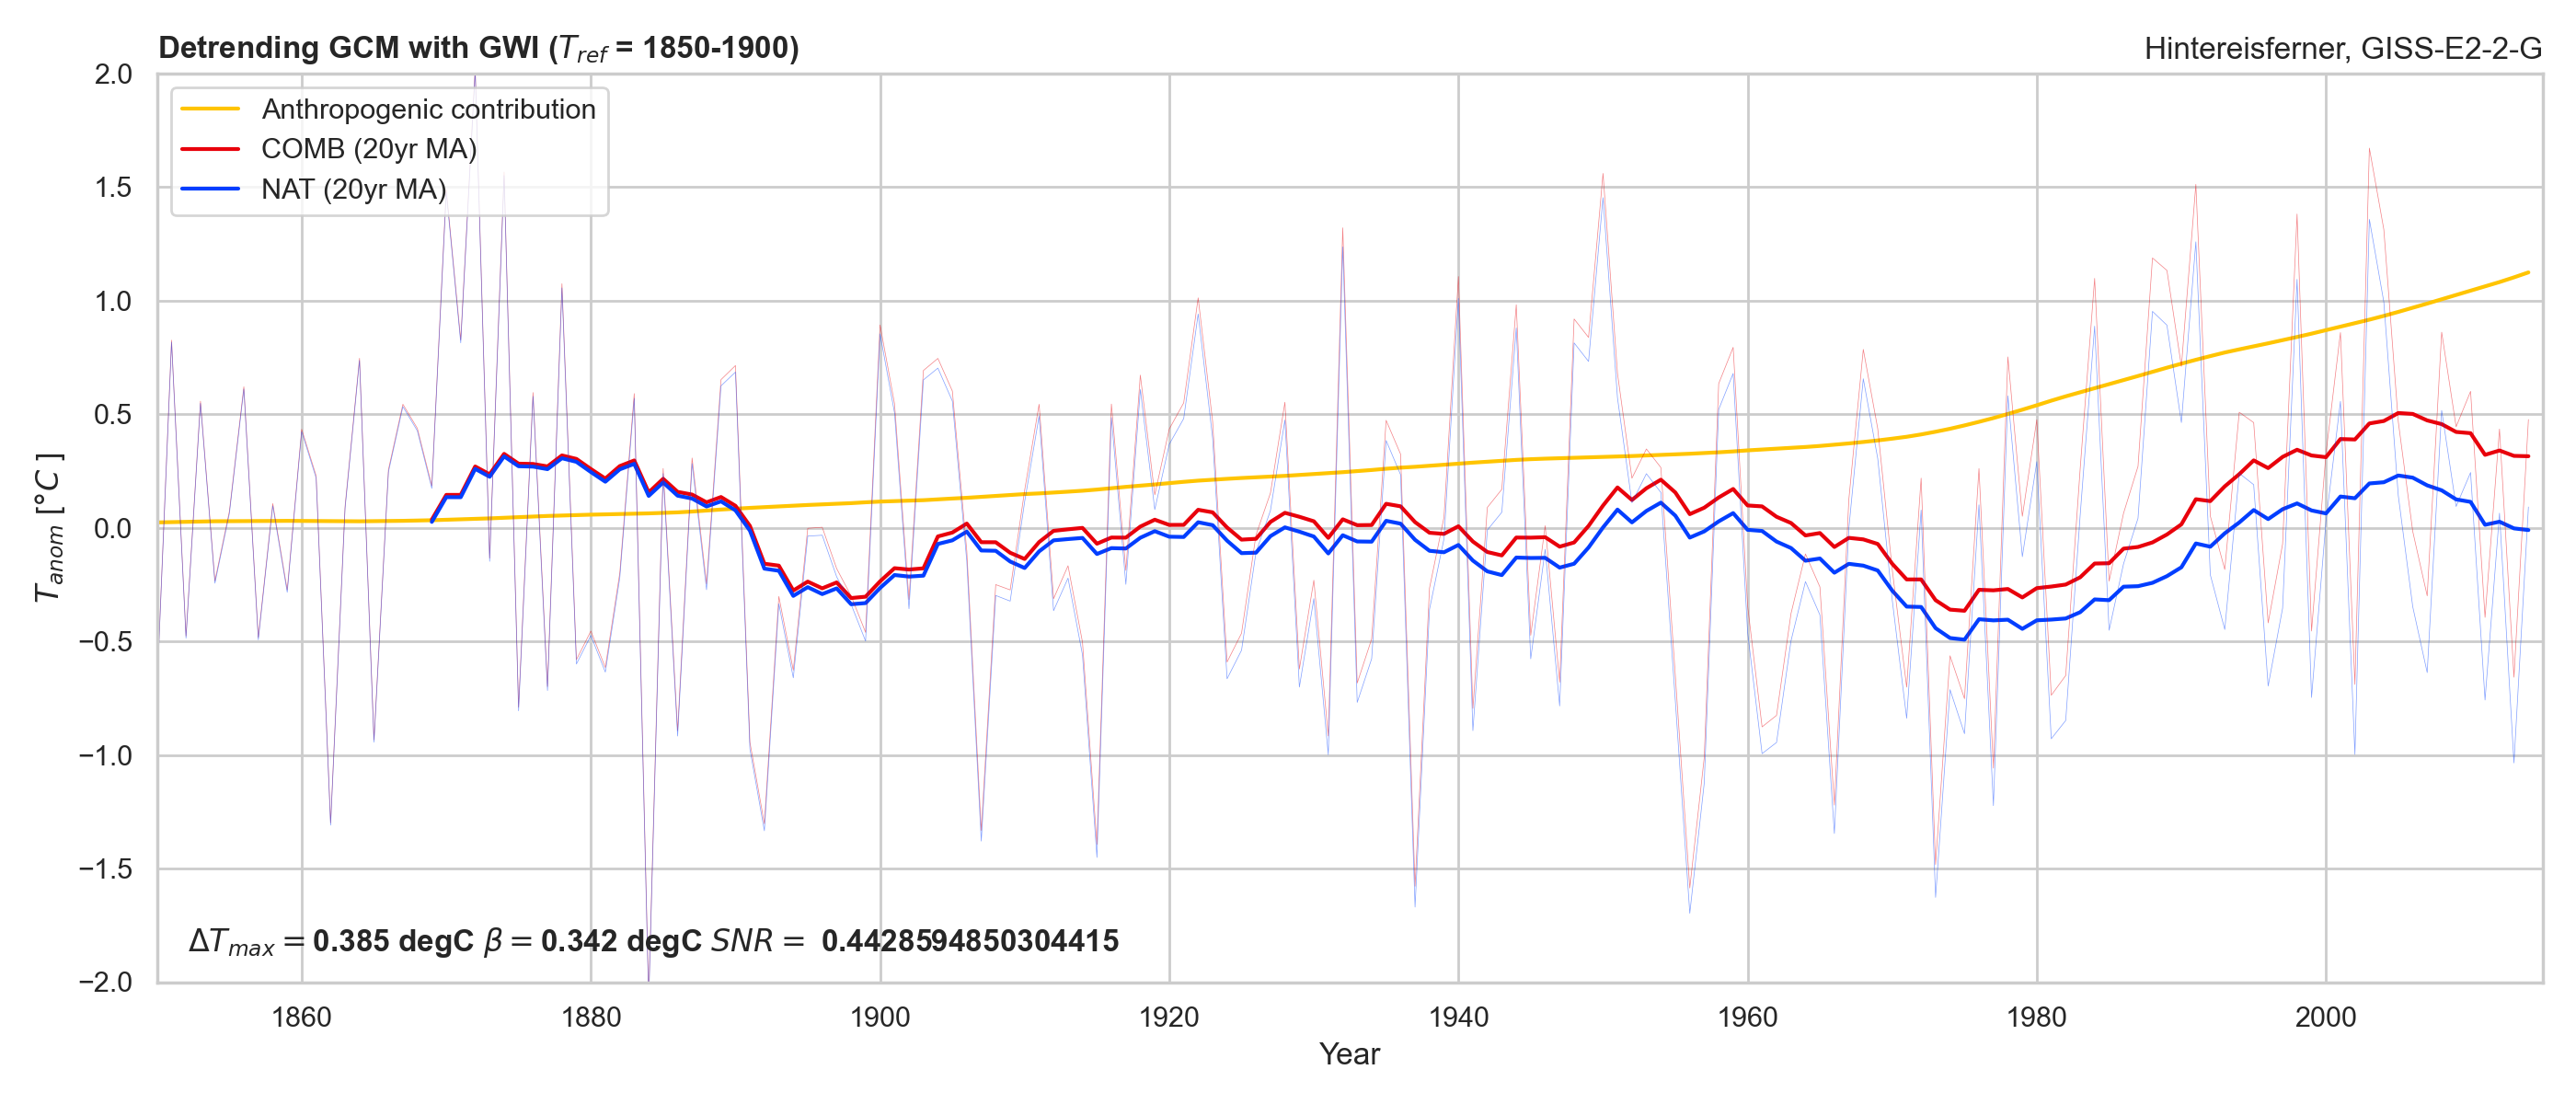 Detrending GCM with GWI (T_ref = 1850-1900)
Hintereisferner, GISS-E2-2-G
2.0
1.5
1.0
0.5
0.0
−0.5
−1.0
−1.5
−2.0
T_anom [°C ]
Anthropogenic contribution
COMB (20yr MA)
NAT (20yr MA)
ΔT_max = 0.385 degC β = 0.342 degC SNR = 0.4428594850304415
1860 1880 1900 1920 1940 1960 1980 2000
Year